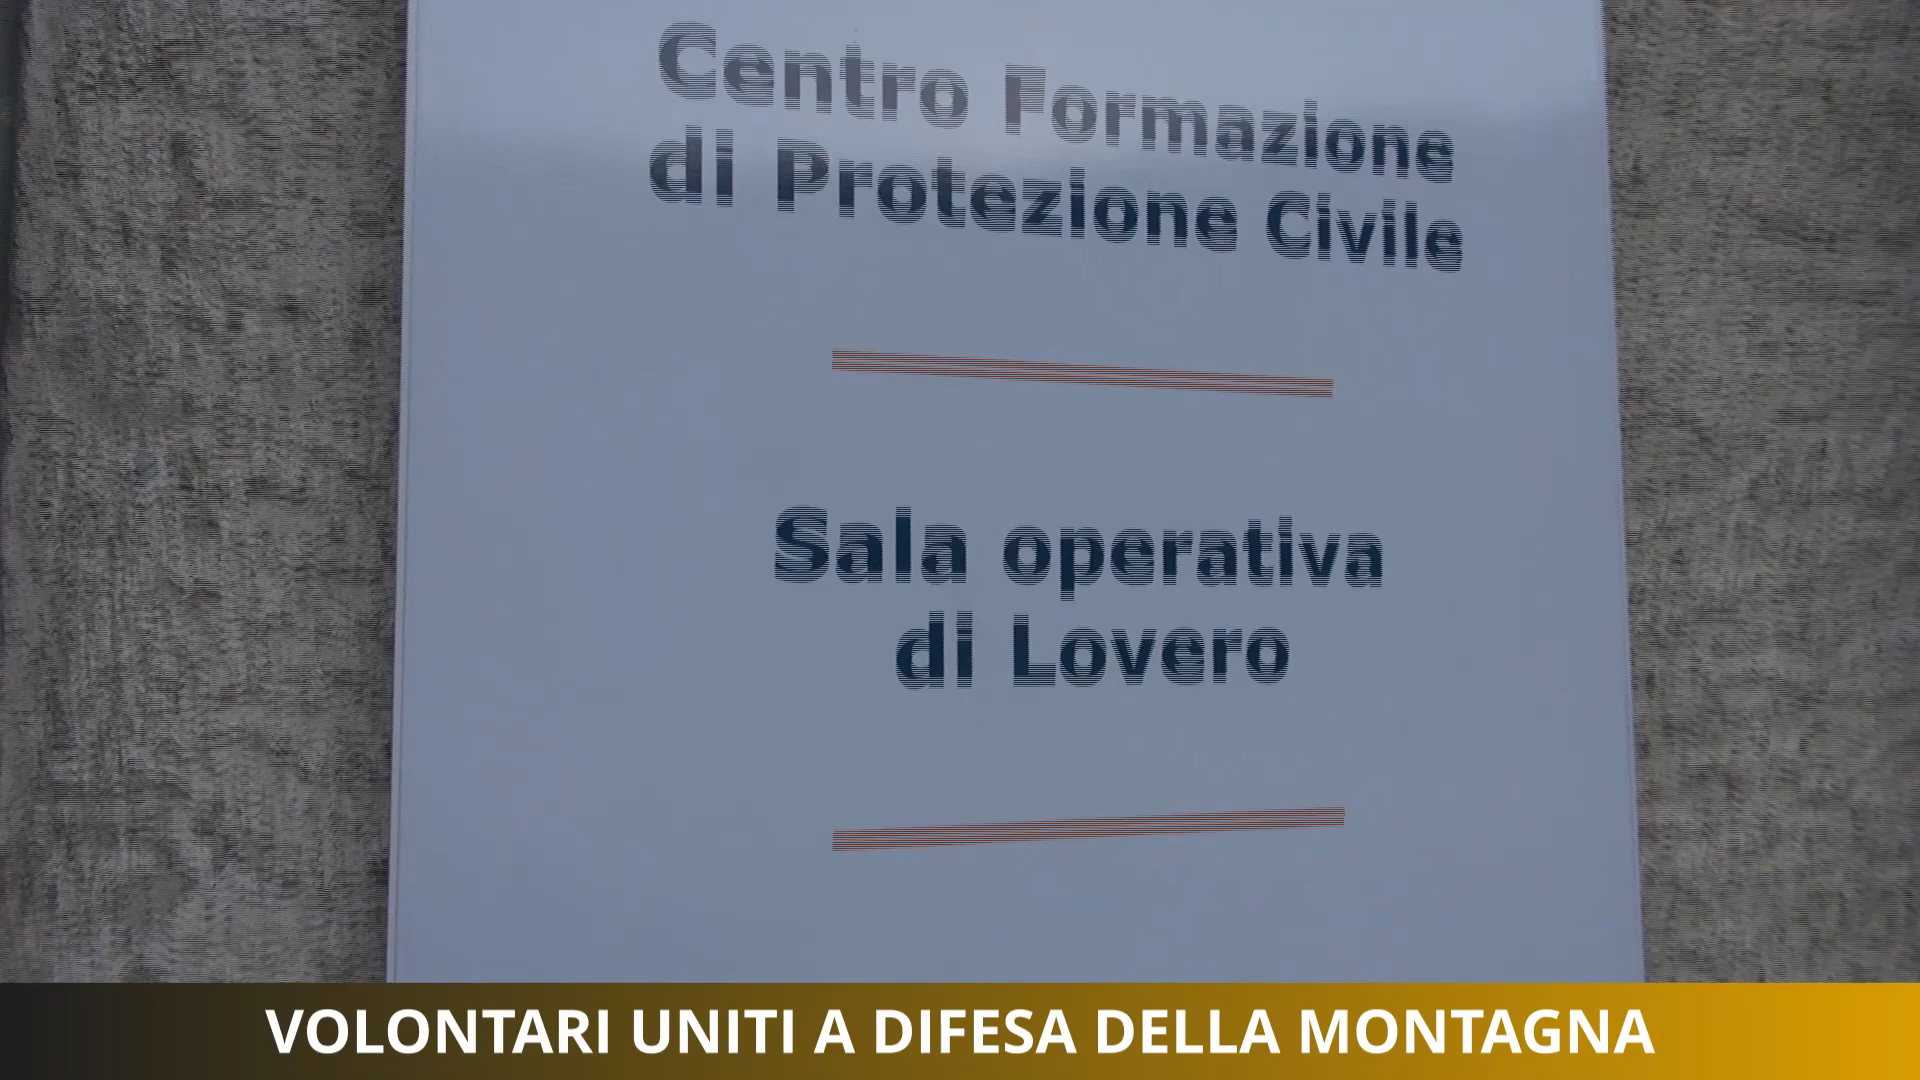 Centro Formazione
di Protezione Civile
Sala operativa
di Lovero
VOLONTARI UNITI A DIFESA DELLA MONTAGNA